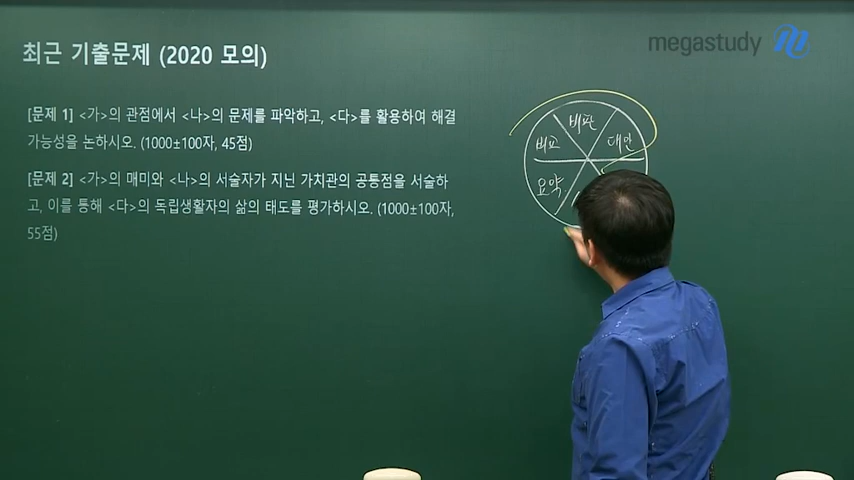 megastudy
최근 기출문제 (2020 모의)
[문제 1] <가>의 관점에서 <나>의 문제를 파악하고, <다>를 활용하여 해결
가능성을 논하시오. (1000±100자, 45점)
[문제 2] <가>의 매미와 <나>의 서술자가 지닌 가치관의 공통점을 서술하
고, 이를 통해 <다>의 독립생활자의 삶의 태도를 평가하시오. (1000±100자,
55점)
비판
비교
대안
요약